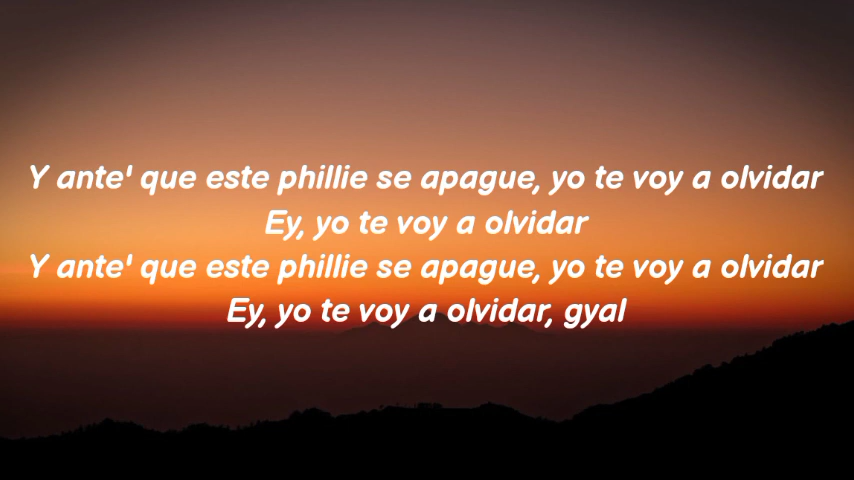 Y ante' que este phillie se apague, yo te voy a olvidar
Ey, yo te voy a olvidar
Y ante' que este phillie se apague, yo te voy a olvidar
Ey, yo te voy a olvidar, gyal